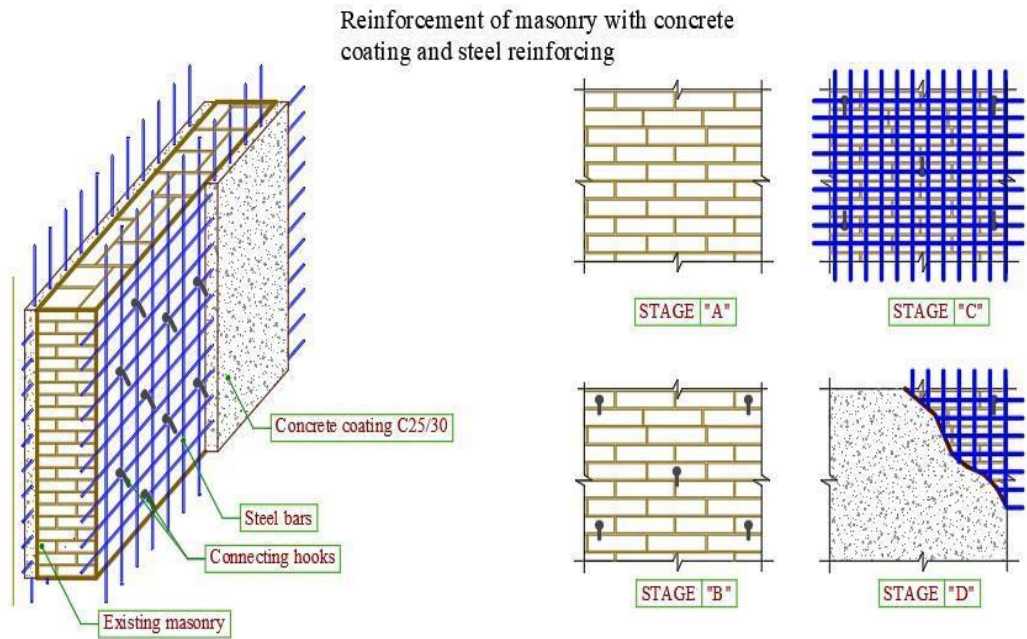 Reinforcement of masonry with concrete
coating and steel reinforcing
STAGE "A"
STAGE "C"
Concrete coating C25/30
Steel bars
Connecting hooks
Existing masonry
STAGE "B"
STAGE "D"